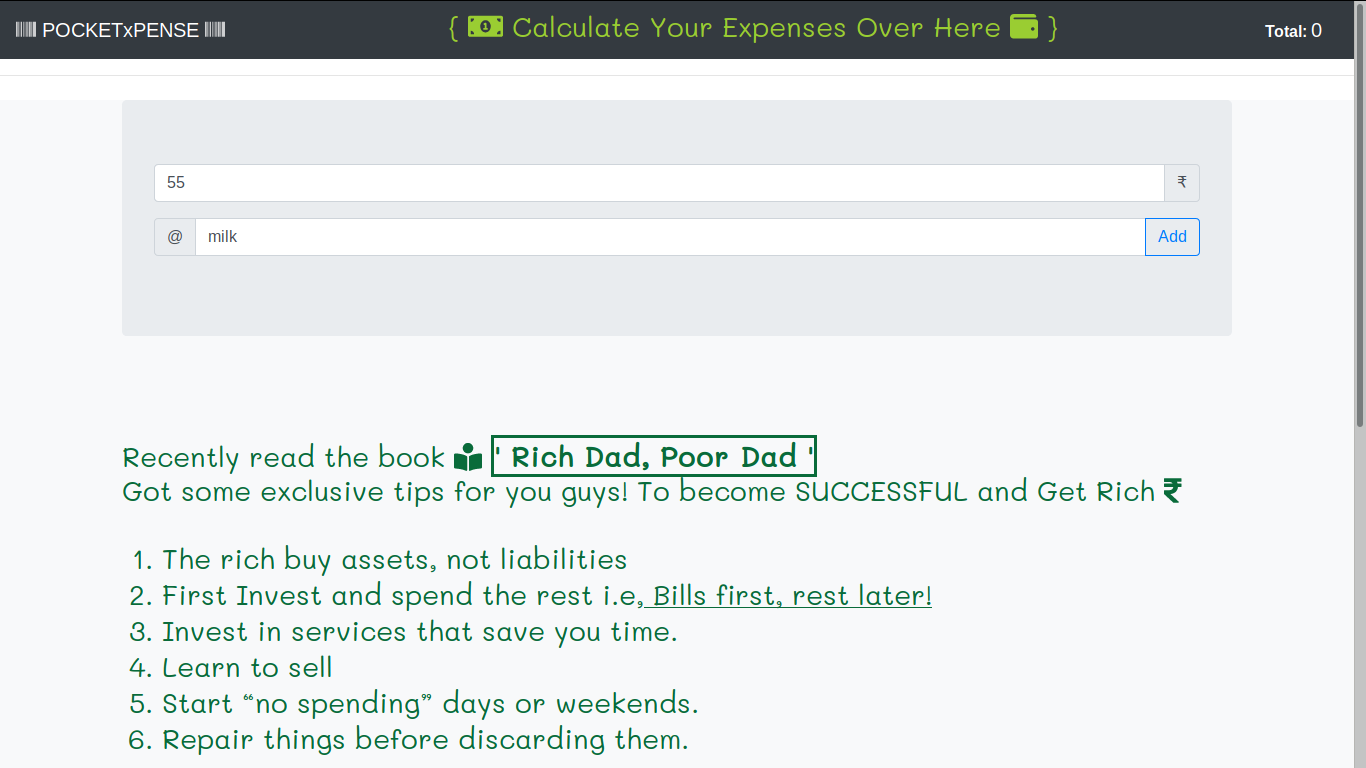 POCKETxPENSE
{ Calculate Your Expenses Over Here }
Total: 0
55 ₹
@ milk Add
Recently read the book ' Rich Dad, Poor Dad '
Got some exclusive tips for you guys! To become SUCCESSFUL and Get Rich ₹
1. The rich buy assets, not liabilities
2. First Invest and spend the rest i.e, Bills first, rest later!
3. Invest in services that save you time.
4. Learn to sell
5. Start “no spending” days or weekends.
6. Repair things before discarding them.